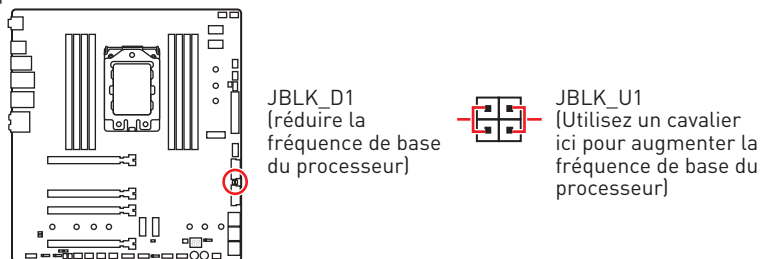 JBLK_D1
(réduire la
fréquence de base
du processeur)
JBLK_U1
(Utilisez un cavalier
ici pour augmenter la
fréquence de base du
processeur)